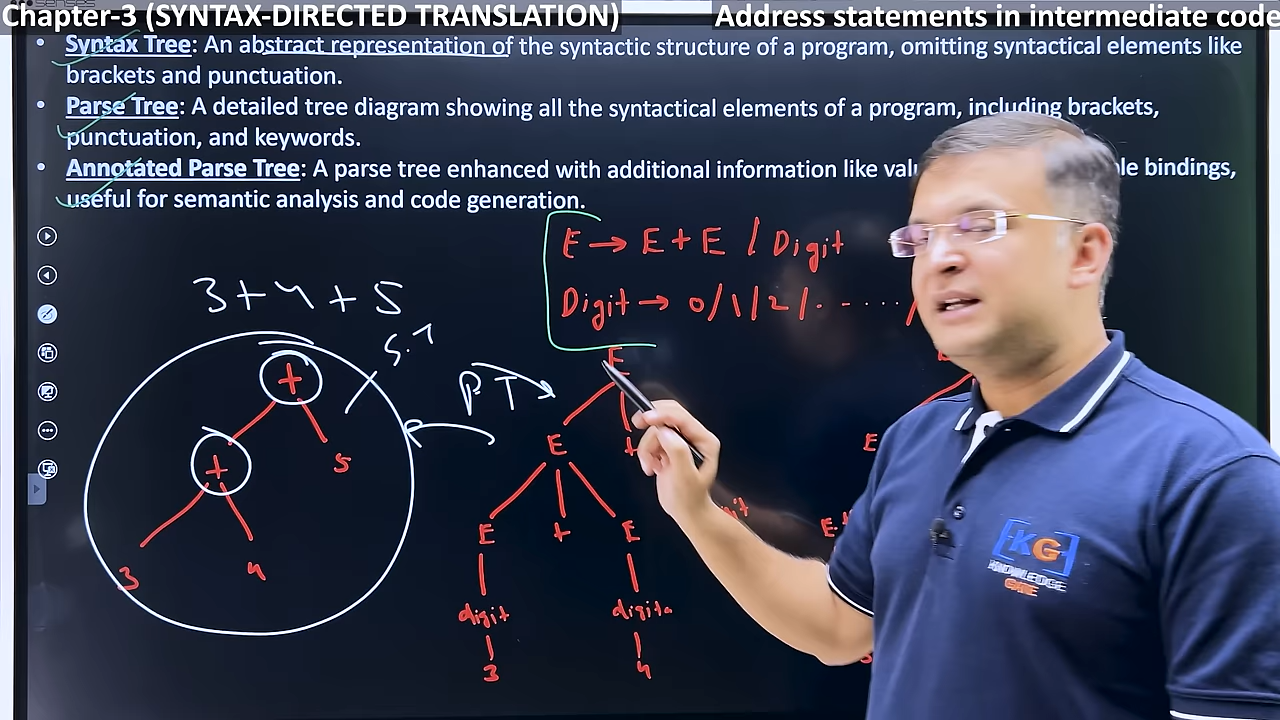 Chapter-3 (SYNTAX-DIRECTED TRANSLATION)
Address statements in intermediate code
• Syntax Tree: An abstract representation of the syntactic structure of a program, omitting syntactical elements like
brackets and punctuation.
• Parse Tree: A detailed tree diagram showing all the syntactical elements of a program, including brackets,
punctuation, and keywords.
• Annotated Parse Tree: A parse tree enhanced with additional information like bindings,
useful for semantic analysis and code generation.
E → E + E / Digit
Digit → 0/1/2/. .....
3+4+5
S.T
PT
+
+ 5
3 4
E
E +
E + E
digit digit
3 4
E
E+
KG
KNOWLEDGE
GATE